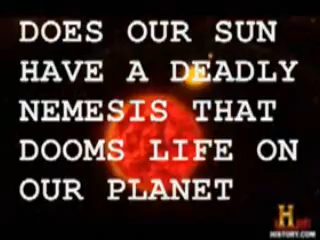 DOES OUR SUN
HAVE A DEADLY
NEMESIS THAT
DOOMS LIFE ON
OUR PLANET
H
HISTORY.COM